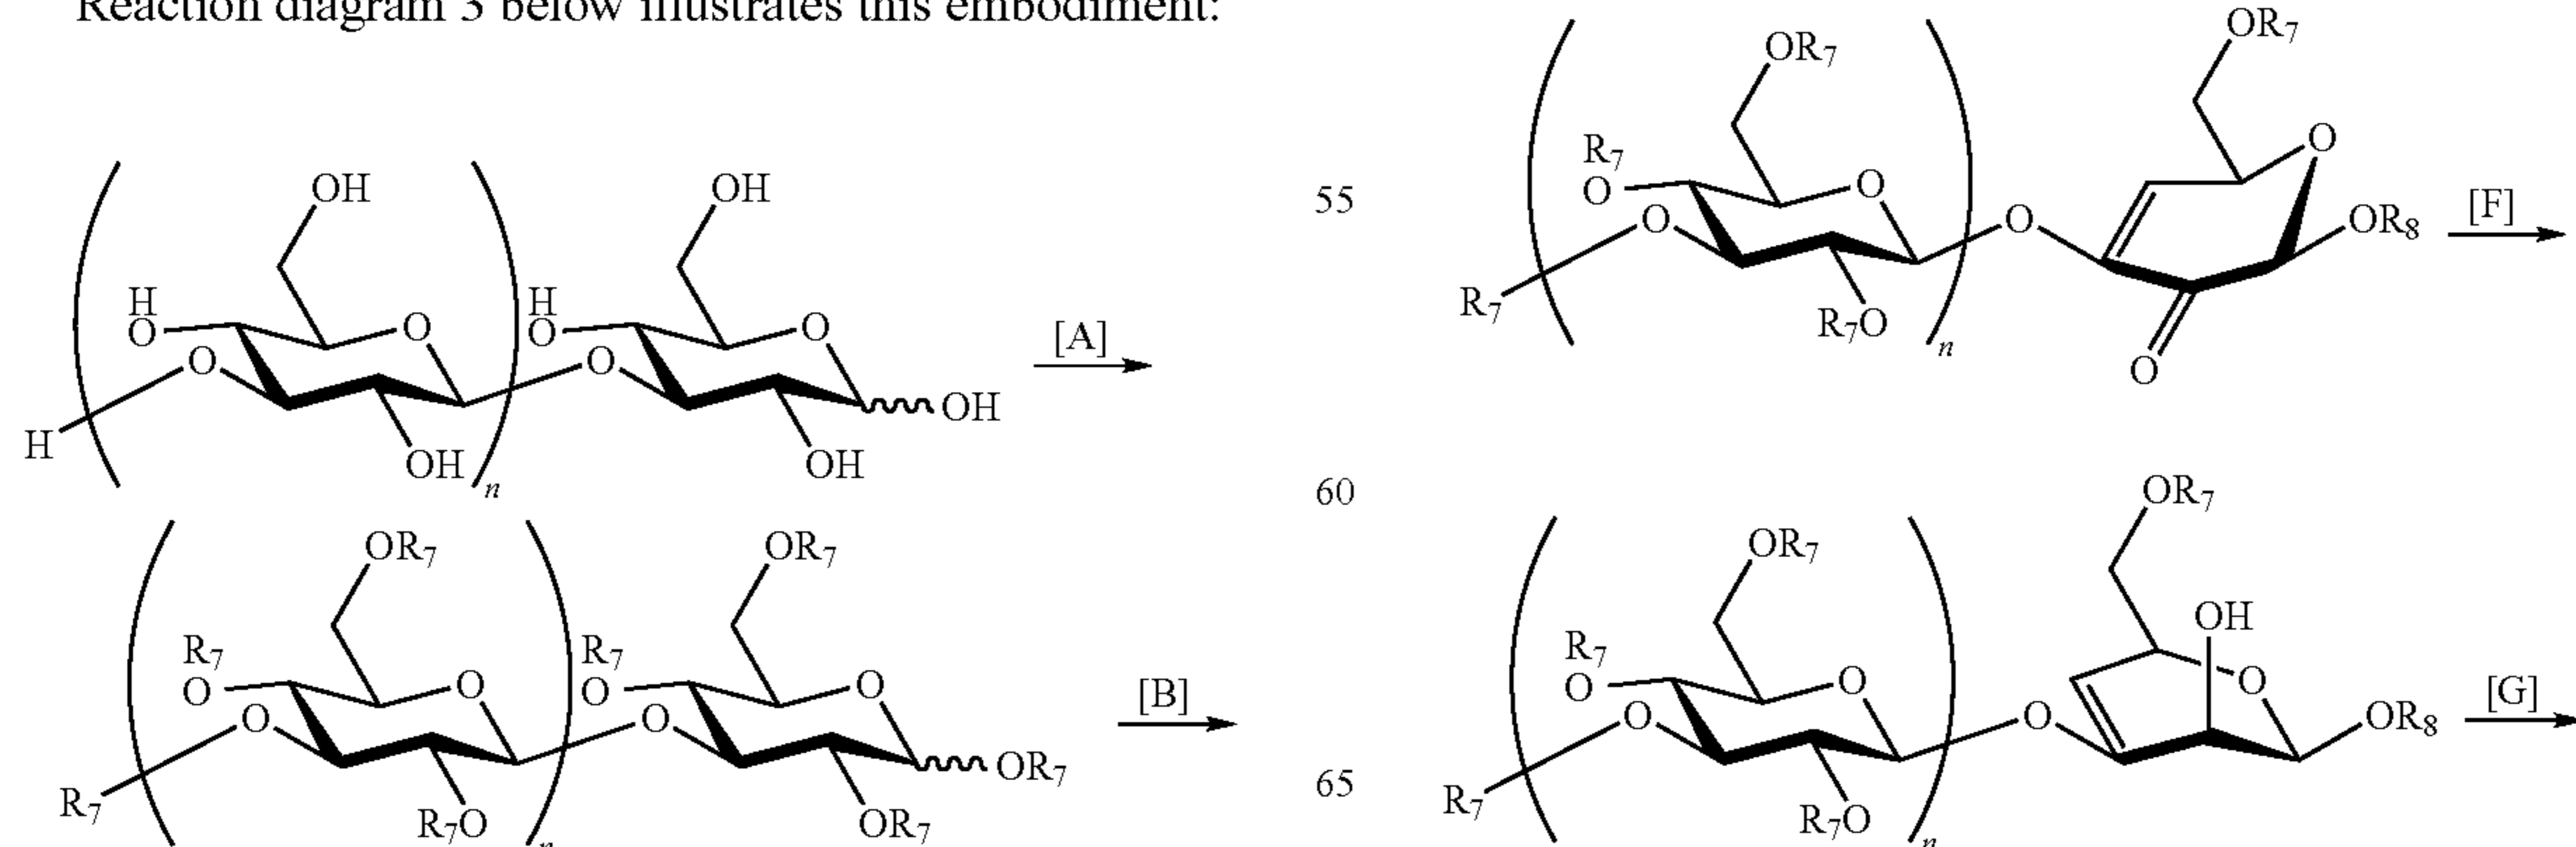 Reaction diagram 3 below illustrates this embodiment:
OH
OH
H
O
O
O
H
OH
n
H
O
O
O
OH
OH
[A]
OR7
OR7
R7
O
O
O
R7
R7O
n
R7
O
O
O
OR7
OR7
[B]
55
60
65
OR7
OR7
R7
O
O
O
R7
R7O
n
O
O
O
OR8
[F]
OR7
OR7
OH
R7
O
O
O
R7
R7O
n
O
O
OR8
[G]